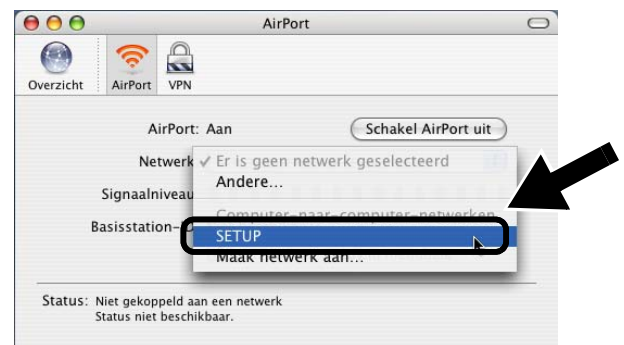 AirPort
Overzicht AirPort VPN
AirPort: Aan Schakel AirPort uit
Netwerk ✓ Er is geen netwerk geselecteerd
Andere...
Signaalniveau
Computer-naar-computer-netwerken
Basisstation-
SETUP
Maak netwerk aan...
Status: Niet gekoppeld aan een netwerk
Status niet beschikbaar.